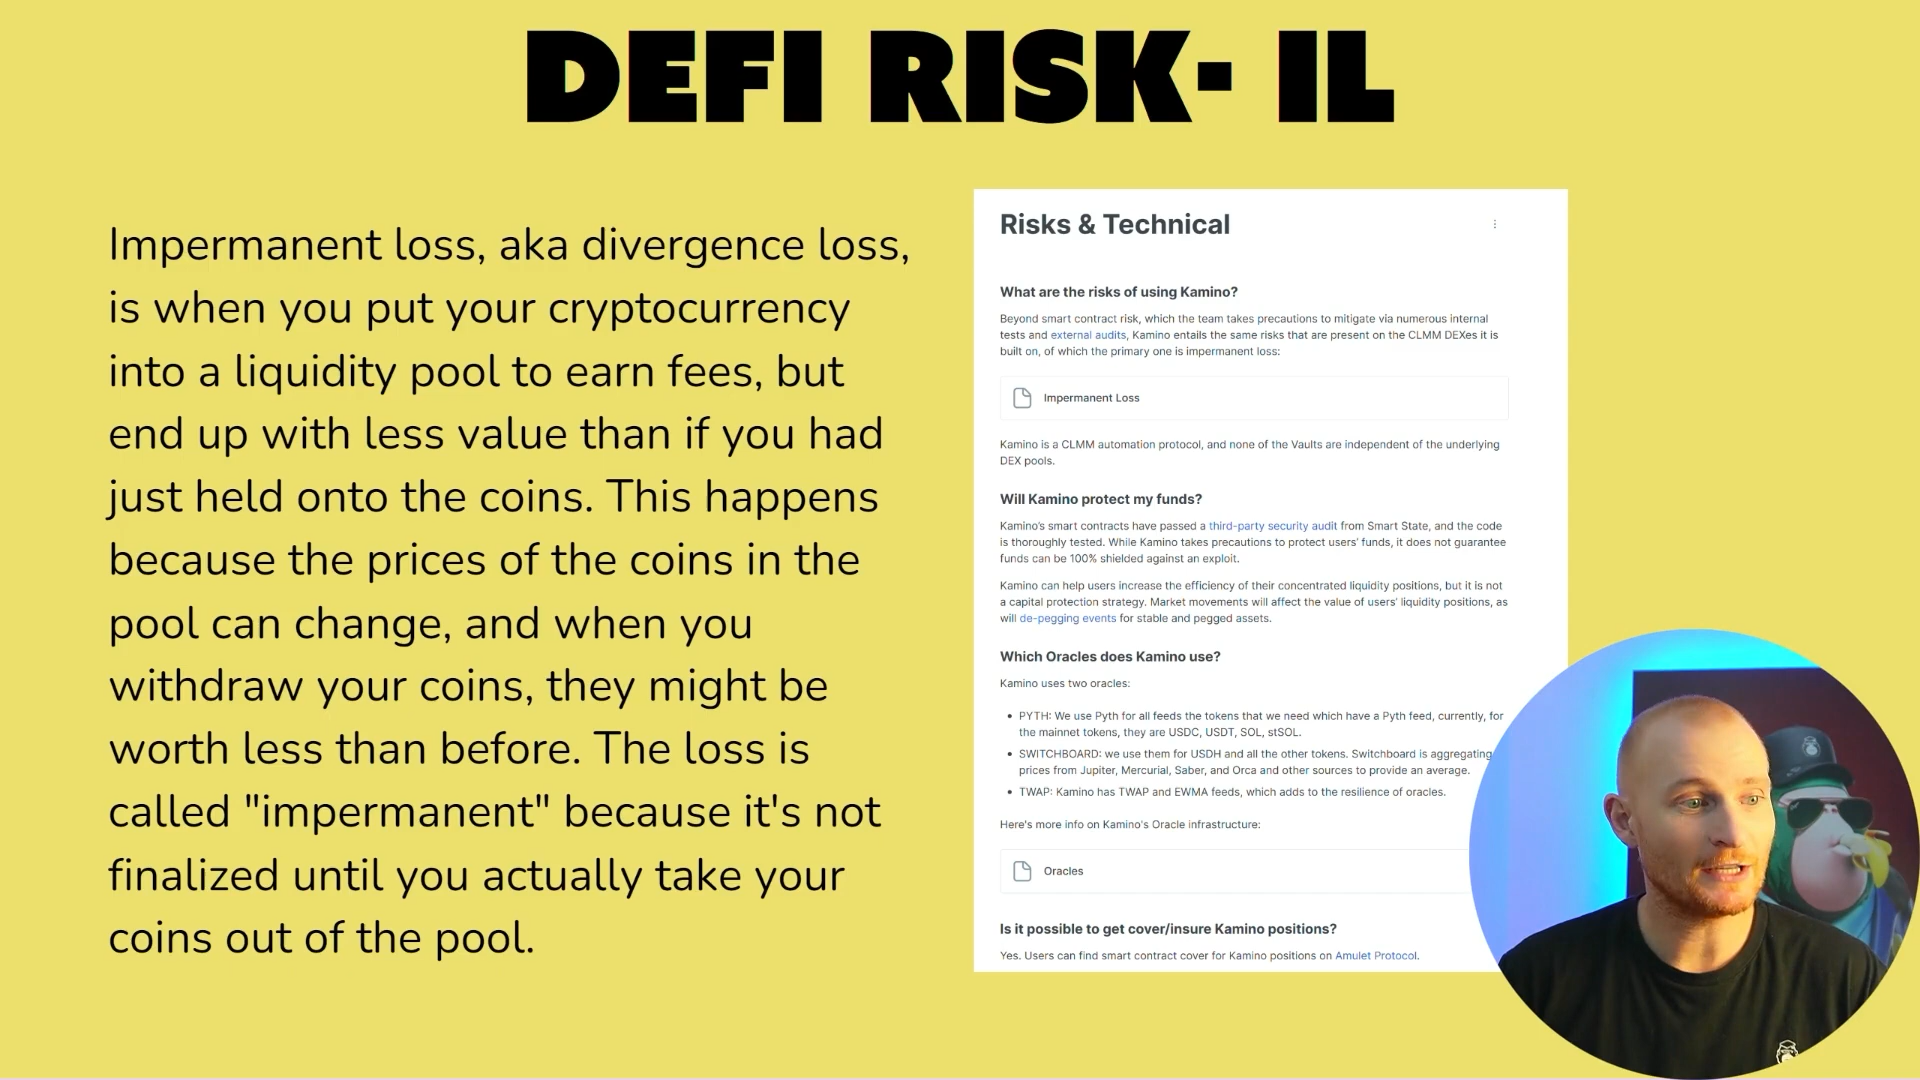 DEFI RISK- IL
Impermanent loss, aka divergence loss,
is when you put your cryptocurrency
into a liquidity pool to earn fees, but
end up with less value than if you had
just held onto the coins. This happens
because the prices of the coins in the
pool can change, and when you
withdraw your coins, they might be
worth less than before. The loss is
called "impermanent" because it's not
finalized until you actually take your
coins out of the pool.
Risks & Technical
What are the risks of using Kamino?
Beyond smart contract risk, which the team takes precautions to mitigate via numerous internal
tests and external audits, Kamino entails the same risks that are present on the CLMM DEXes it is
built on, of which the primary one is impermanent loss:
Impermanent Loss
Kamino is a CLMM automation protocol, and none of the Vaults are independent of the underlying
DEX pools.
Will Kamino protect my funds?
Kamino's smart contracts have passed a third-party security audit from Smart State, and the code
is thoroughly tested. While Kamino takes precautions to protect users' funds, it does not guarantee
funds can be 100% shielded against an exploit.
Kamino can help users increase the efficiency of their concentrated liquidity positions, but it is not
a capital protection strategy. Market movements will affect the value of users' liquidity positions, as
will de-pegging events for stable and pegged assets.
Which Oracles does Kamino use?
Kamino uses two oracles:
• PYTH: We use Pyth for all feeds the tokens that we need which have a Pyth feed, currently, for
the mainnet tokens, they are USDC, USDT, SOL, stSOL.
• SWITCHBOARD: we use them for USDH and all the other tokens. Switchboard is aggregating
prices from Jupiter, Mercurial, Saber, and Orca and other sources to provide an average.
• TWAP: Kamino has TWAP and EWMA feeds, which adds to the resilience of oracles.
Here's more info on Kamino's Oracle infrastructure:
Oracles
Is it possible to get cover/insure Kamino positions?
Yes. Users can find smart contract cover for Kamino positions on Amulet Protocol.